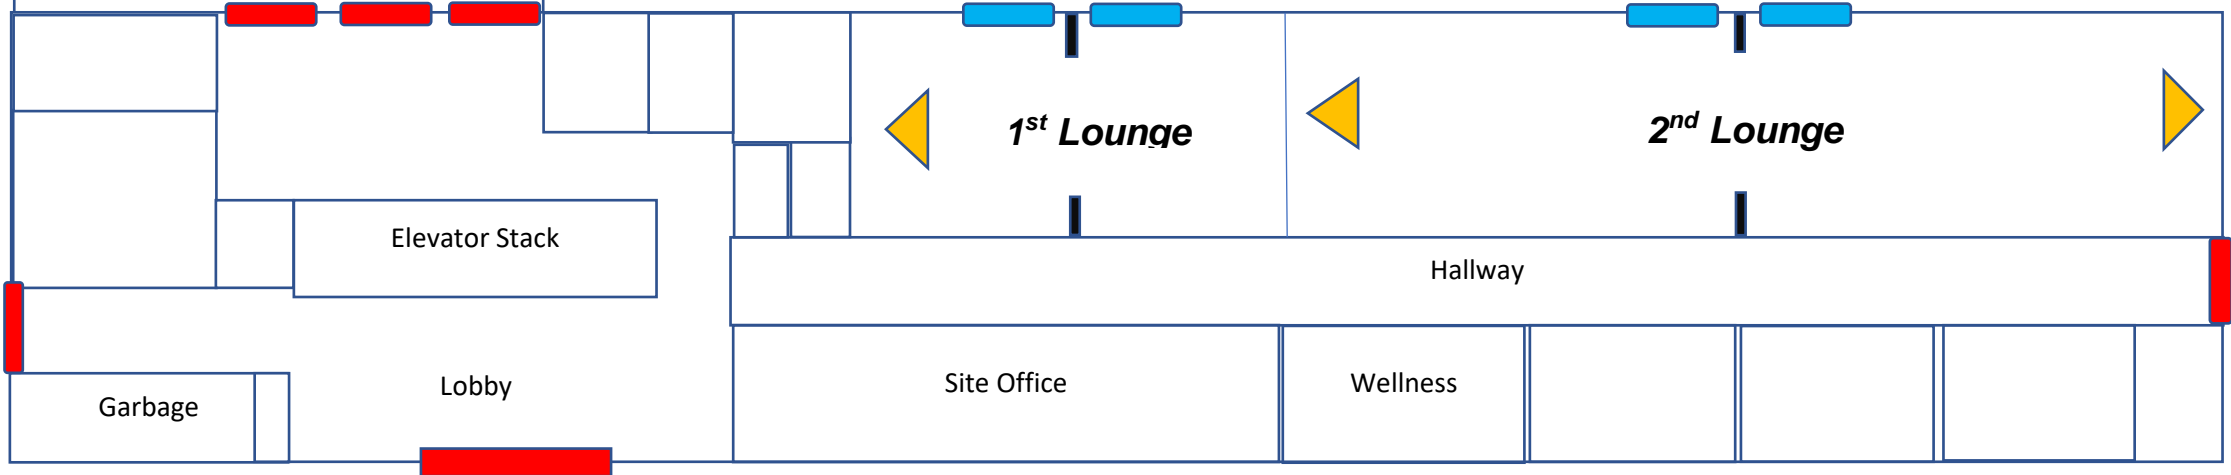 1st Lounge
2nd Lounge
Elevator Stack
Hallway
Lobby
Site Office
Wellness
Garbage